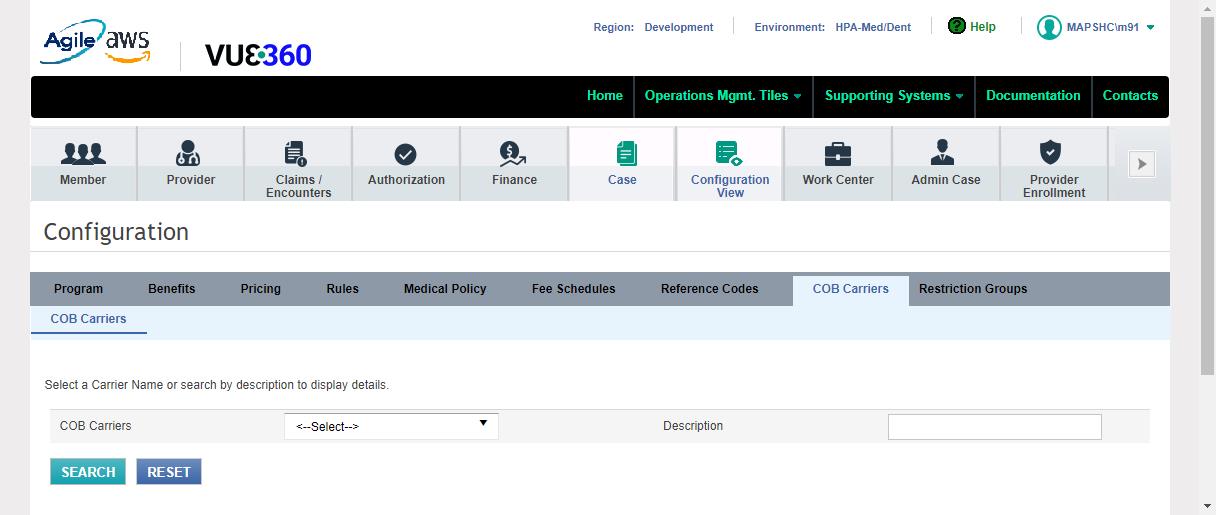 Agile aws
VUE360
Region: Development
Environment: HPA-Med/Dent
? Help
MAPSHC\m91
Home
Operations Mgmt. Tiles
Supporting Systems
Documentation
Contacts
Member
Provider
Claims /
Encounters
Authorization
Finance
Case
Configuration
View
Work Center
Admin Case
Provider
Enrollment
Configuration
Program
Benefits
Pricing
Rules
Medical Policy
Fee Schedules
Reference Codes
COB Carriers
Restriction Groups
COB Carriers
Select a Carrier Name or search by description to display details.
COB Carriers
<--Select-->
Description
SEARCH
RESET